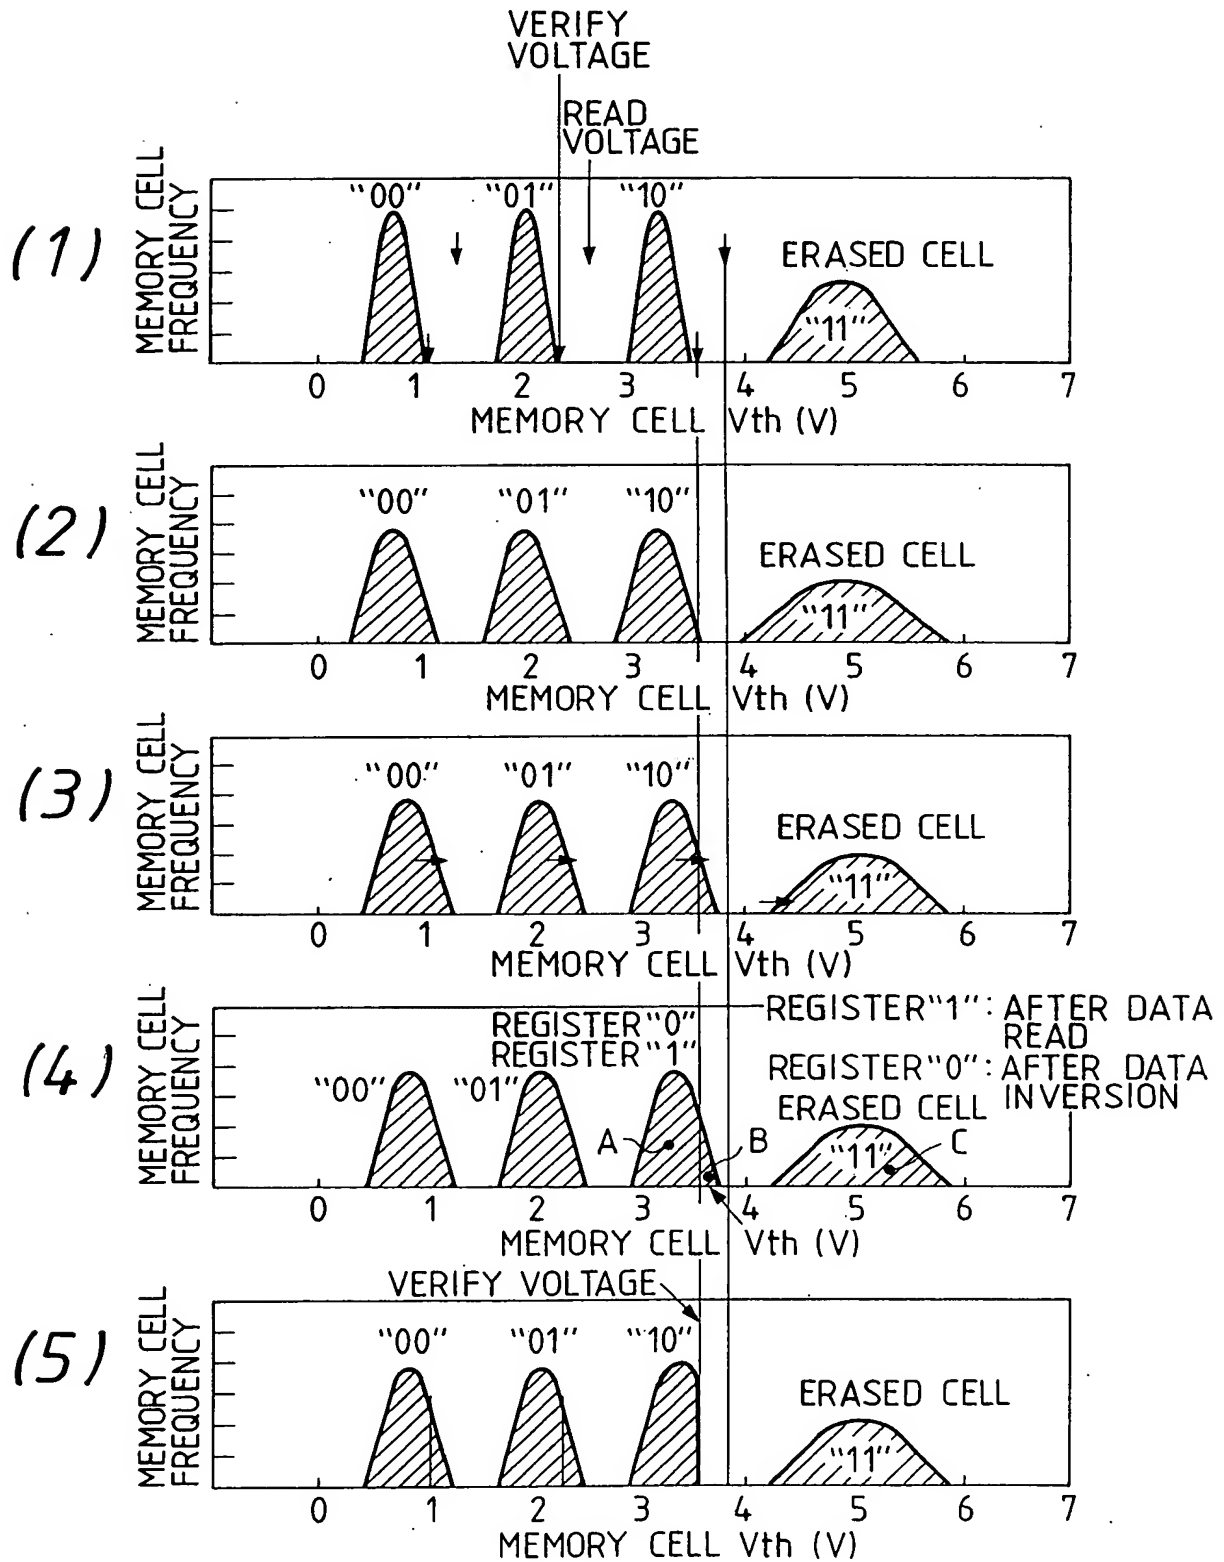 VERIFY
VOLTAGE
READ
VOLTAGE
(1)
MEMORY CELL
FREQUENCY
"00" "01" "10"
ERASED CELL
"11"
0 1 2 3 4 5 6 7
MEMORY CELL Vth (V)
(2)
MEMORY CELL
FREQUENCY
"00" "01" "10"
ERASED CELL
"11"
0 1 2 3 4 5 6 7
MEMORY CELL Vth (V)
(3)
MEMORY CELL
FREQUENCY
"00" "01" "10"
ERASED CELL
"11"
0 1 2 3 4 5 6 7
MEMORY CELL Vth (V)
(4)
MEMORY CELL
FREQUENCY
REGISTER "0"
REGISTER "1"
REGISTER "1": AFTER DATA
READ
REGISTER "0": AFTER DATA
INVERSION
"00" "01"
ERASED CELL
A B "11" C
0 1 2 3 4 5 6 7
MEMORY CELL Vth (V)
VERIFY VOLTAGE
(5)
MEMORY CELL
FREQUENCY
"00" "01" "10"
ERASED CELL
"11"
0 1 2 3 4 5 6 7
MEMORY CELL Vth (V)